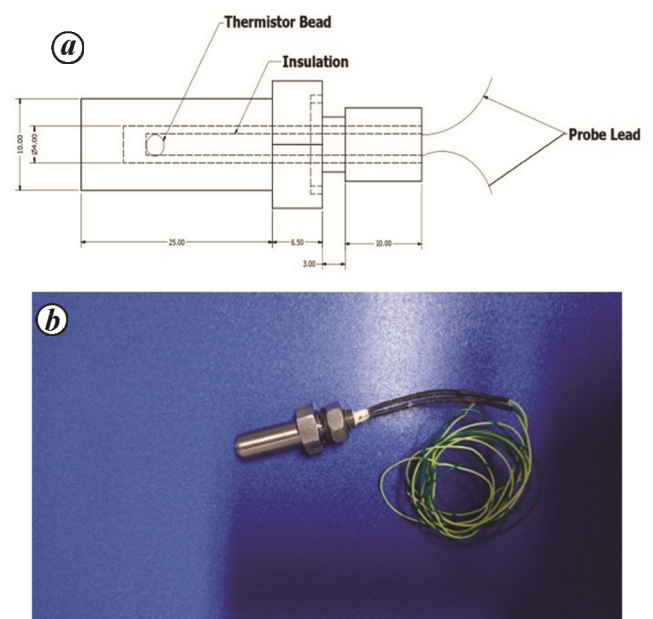 a
Thermistor Bead
Insulation
Probe Lead
10.00
Ø4.00
25.00
6.50
10.00
3.00
b